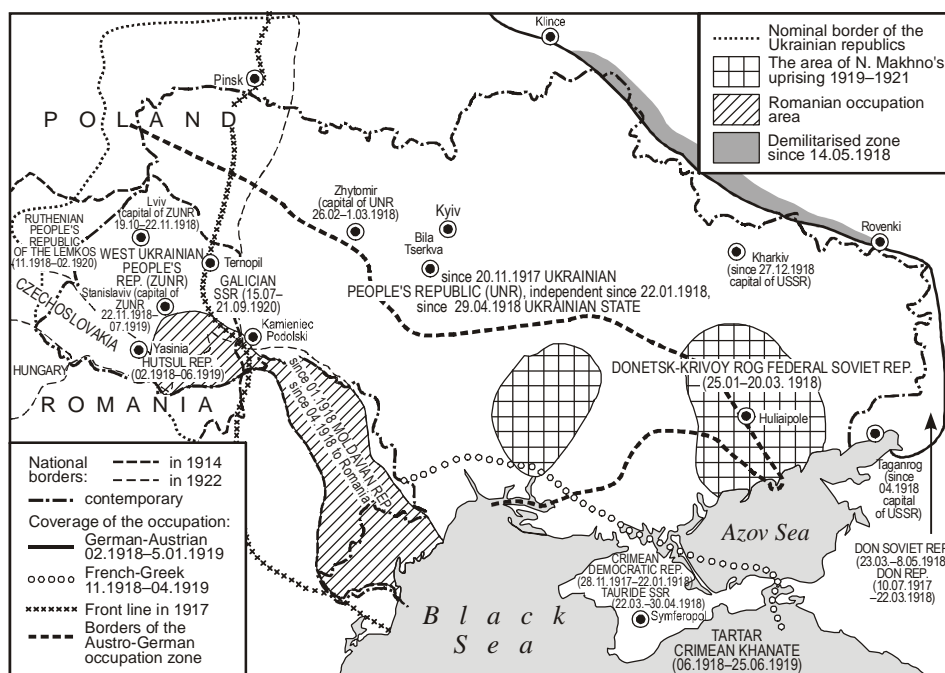 Klince
Nominal border of the
Ukrainian republics
The area of N. Makhno's
uprising 1919–1921
Romanian occupation
area
Demilitarised zone
since 14.05.1918
Pinsk
POLAND
Zhytomir
(capital of UNR
26.02–1.03.1918)
Kyiv
Bila
Tserkva
Rovenki
Lviv
(capital of ZUNR
19.10–22.11.1918)
RUTHENIAN
PEOPLE'S
REPUBLIC
OF THE LEMKOS
(11.1918–02.1920)
WEST UKRAINIAN
PEOPLE'S
REP. (ZUNR)
Ternopil
GALICIAN
SSR (15.07–
21.09.1920)
Stanislaviv (capital of
ZUNR
22.11.1918–
07.1919)
Kharkiv
(since 27.12.1918
capital of USSR)
since 20.11.1917 UKRAINIAN
PEOPLE'S REPUBLIC (UNR), independent since 22.01.1918,
since 29.04.1918 UKRAINIAN STATE
CZECHOSLOVAKIA
Kamieniec
Podolski
Yasinia
HUTSUL REP.
(02.1918–06.1919)
HUNGARY
ROMANIA
since 01.1918 MOLDAVIAN REP.
since 04.1918 to Romania
DONETSK-KRIVOY ROG FEDERAL SOVIET REP.
(25.01–20.03. 1918)
Huliaipole
Taganrog
(since
04.1918
capital
of USSR)
Azov Sea
DON SOVIET REP.
(23.03.–8.05.1918)
DON REP.
(10.07.1917
–22.03.1918)
CRIMEAN
DEMOCRATIC REP.
(28.11.1917–22.01.1918)
TAURIDE SSR
(22.03.–30.04.1918)
Symferopol
Black
Sea
TARTAR
CRIMEAN KHANATE
(06.1918–25.06.1919)
National
borders:
in 1914
in 1922
contemporary
Coverage of the occupation:
German-Austrian
02.1918–5.01.1919
French-Greek
11.1918–04.1919
Front line in 1917
Borders of the
Austro-German
occupation zone